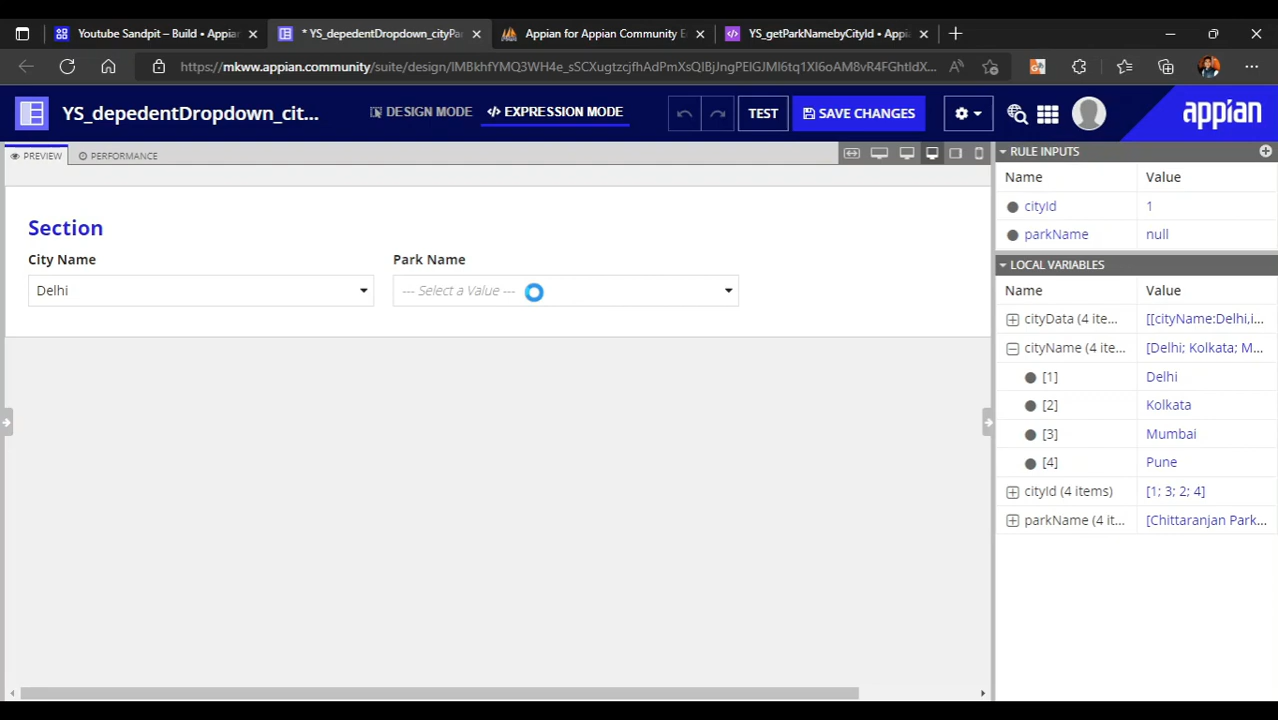 Youtube Sandpit – Build • Appian
* YS_depedentDropdown_cityPa
Appian for Appian Community E
YS_getParkNamebyCityId • Appi
https://mkww.appian.community/suite/design/
YS_depedentDropdown_cit...
DESIGN MODE
EXPRESSION MODE
TEST
SAVE CHANGES
appian
PREVIEW
PERFORMANCE
Section
City Name
Park Name
Delhi
--- Select a Value ---
RULE INPUTS
Name Value
cityId 1
parkName null
LOCAL VARIABLES
Name Value
cityData (4 ite... [[cityName:Delhi,i...
cityName (4 ite... [Delhi; Kolkata; M...
[1] Delhi
[2] Kolkata
[3] Mumbai
[4] Pune
cityId (4 items) [1; 3; 2; 4]
parkName (4 it... [Chittaranjan Park...